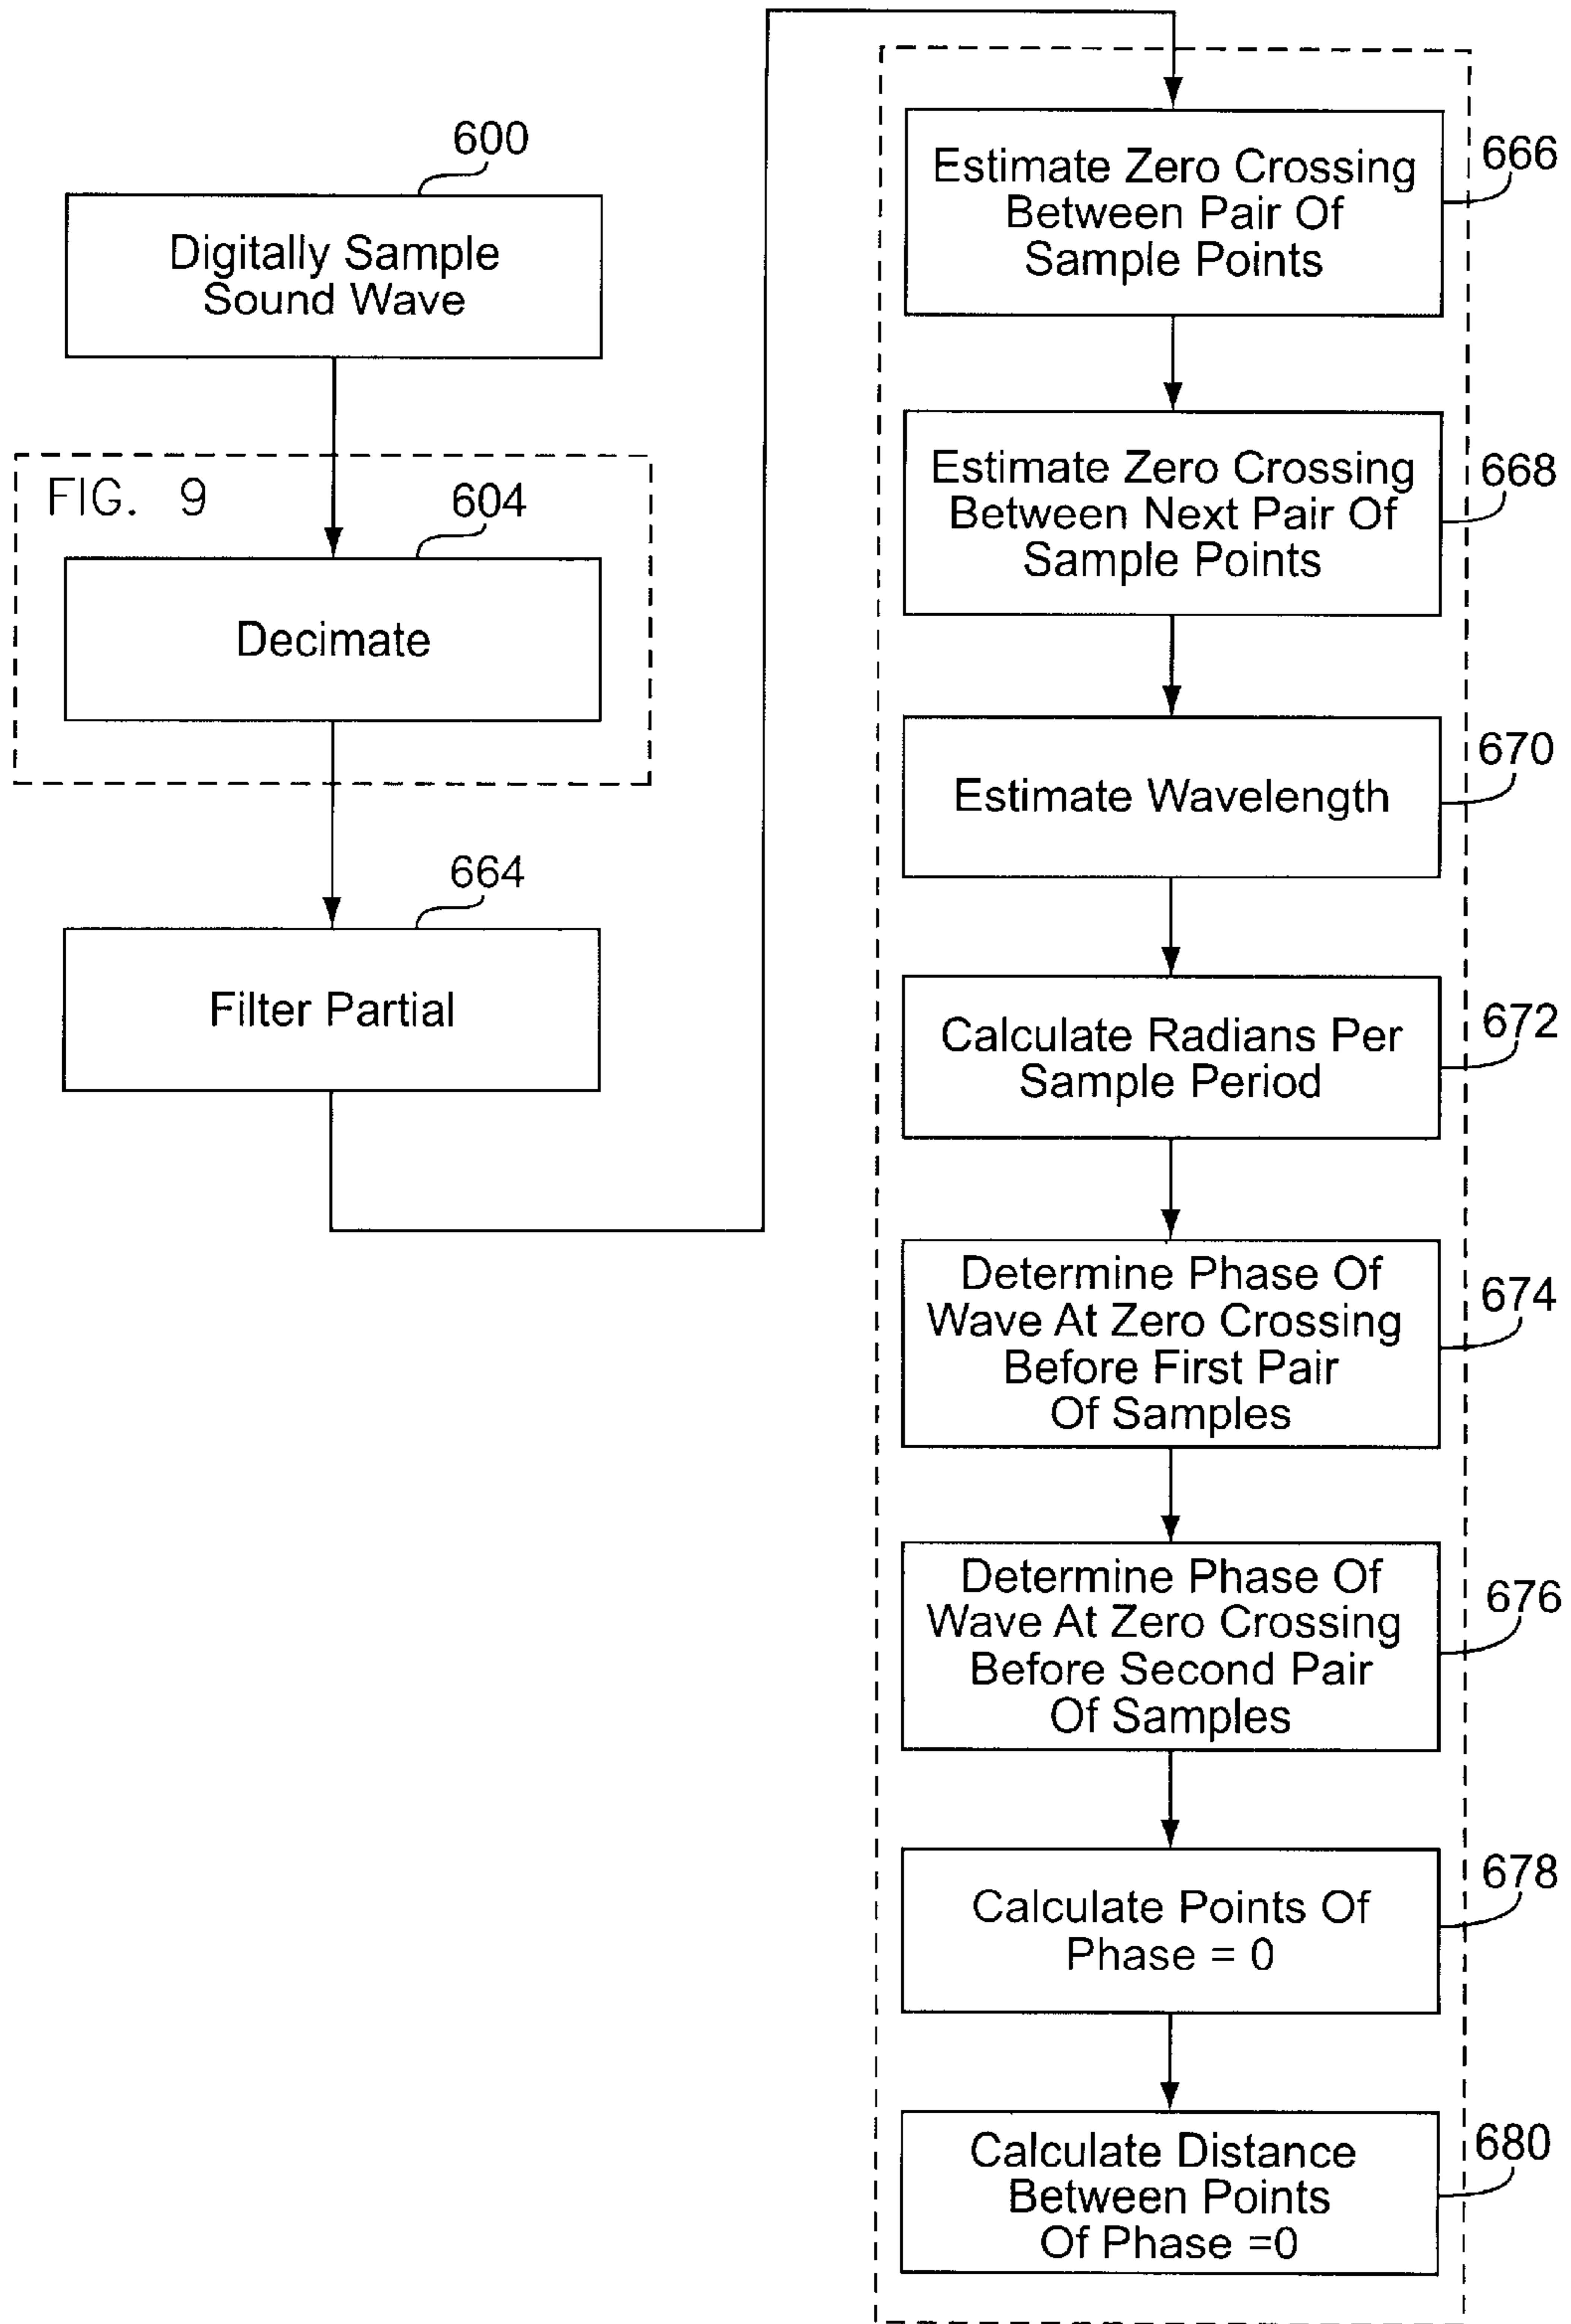 600
Digitally Sample
Sound Wave
FIG. 9
604
Decimate
664
Filter Partial
666
Estimate Zero Crossing
Between Pair Of
Sample Points
668
Estimate Zero Crossing
Between Next Pair Of
Sample Points
670
Estimate Wavelength
672
Calculate Radians Per
Sample Period
674
Determine Phase Of
Wave At Zero Crossing
Before First Pair
Of Samples
676
Determine Phase Of
Wave At Zero Crossing
Before Second Pair
Of Samples
678
Calculate Points Of
Phase = 0
680
Calculate Distance
Between Points
Of Phase =0